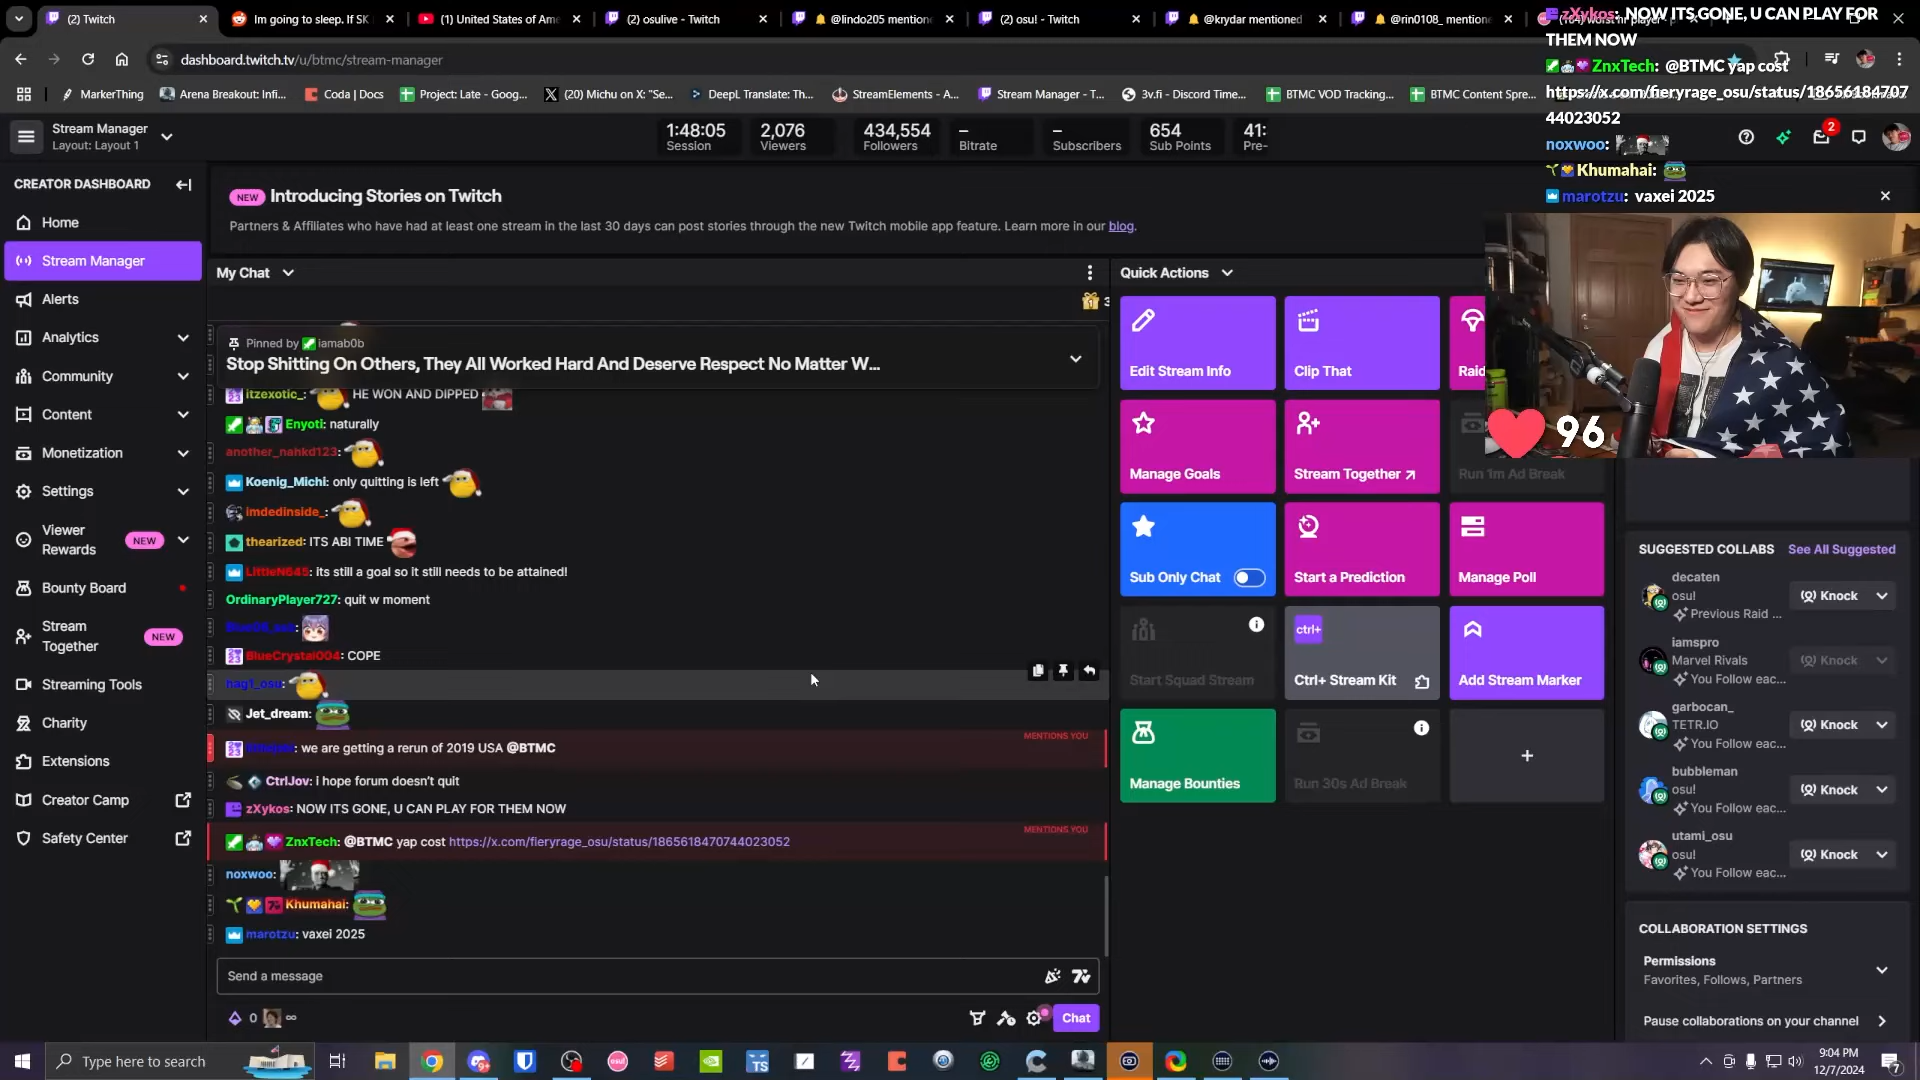 (2) Twitch
Im going to sleep. If SK
(1) United States of Ame
(2) osulive - Twitch
@lindo205 mention
(2) osu! - Twitch
@krydar mentioned
@rin0108_ mentione
dashboard.twitch.tv/u/btmc/stream-manager
MarkerThing
Arena Breakout: Infi...
Coda | Docs
Project: Late - Goog...
(20) Michu on X: "Se...
DeepL Translate: Th...
StreamElements - A...
Stream Manager - T...
3v.fi - Discord Time...
BTMC VOD Tracking...
BTMC Content Spre...
zXykos: NOW ITS GONE, U CAN PLAY FOR
THEM NOW
ZnxTech: @BTMC yap cost
https://x.com/fieryrage_osu/status/18656184707
44023052
noxwoo:
Khumahai:
marotzu: vaxei 2025
Stream Manager
Layout: Layout 1
1:48:05
Session
2,076
Viewers
434,554
Followers
–
Bitrate
–
Subscribers
654
Sub Points
41:
Pre-
2
CREATOR DASHBOARD
Home
Stream Manager
Alerts
Analytics
Community
Content
Monetization
Settings
Viewer
Rewards
NEW
Bounty Board
Stream
Together
NEW
Streaming Tools
Charity
Extensions
Creator Camp
Safety Center
NEW Introducing Stories on Twitch
Partners & Affiliates who have had at least one stream in the last 30 days can post stories through the new Twitch mobile app feature. Learn more in our blog.
My Chat
3
Pinned by iamab0b
Stop Shitting On Others, They All Worked Hard And Deserve Respect No Matter W...
itzexotic_: HE WON AND DIPPED
Enyoti: naturally
another_nahkd123:
Koenig_Michi: only quitting is left
imdedinside_:
thearized: ITS ABI TIME
LittleN645: its still a goal so it still needs to be attained!
OrdinaryPlayer727: quit w moment
BlueCrystal004: COPE
hag1_osu:
Jet_dream:
MENTIONS YOU
we are getting a rerun of 2019 USA @BTMC
CtrlJov: i hope forum doesn't quit
zXykos: NOW ITS GONE, U CAN PLAY FOR THEM NOW
MENTIONS YOU
ZnxTech: @BTMC yap cost https://x.com/fieryrage_osu/status/1865618470744023052
noxwoo:
Khumahai:
marotzu: vaxei 2025
Send a message
0
∞
Chat
Quick Actions
Edit Stream Info
Clip That
Raid
Manage Goals
Stream Together
Run 1m Ad Break
Sub Only Chat
Start a Prediction
Manage Poll
Start Squad Stream
ctrl+
Ctrl+ Stream Kit
Add Stream Marker
Manage Bounties
Run 30s Ad Break
+
96
SUGGESTED COLLABS
See All Suggested
decaten
osu!
Previous Raid ...
Knock
iamspro
Marvel Rivals
You Follow eac...
Knock
garbocan_
TETR.IO
You Follow eac...
Knock
bubbleman
osu!
You Follow eac...
Knock
utami_osu
osu!
You Follow eac...
Knock
COLLABORATION SETTINGS
Permissions
Favorites, Follows, Partners
Pause collaborations on your channel
Type here to search
9:04 PM
12/7/2024
7